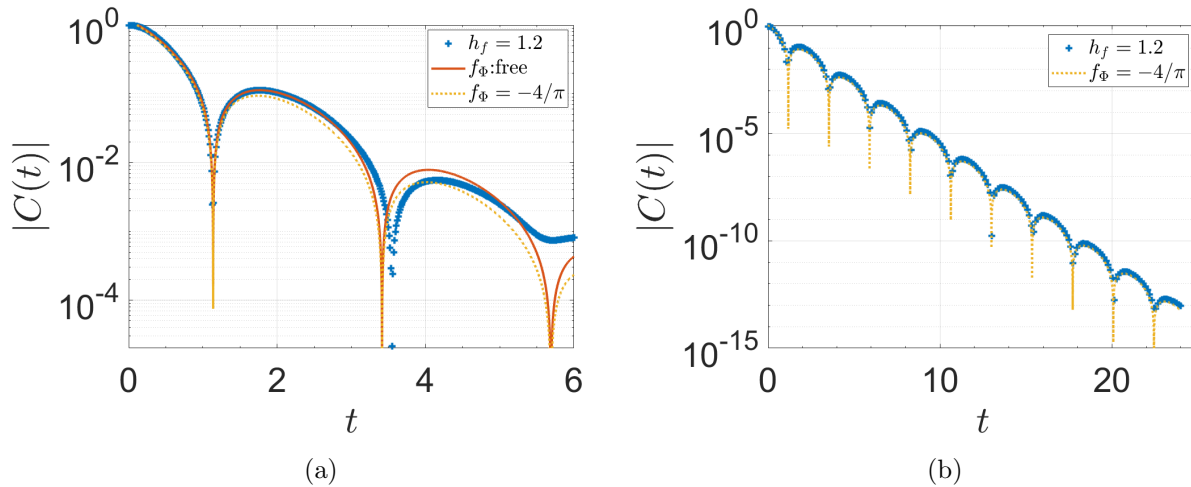 10^0
10^{-2}
10^{-4}
|C(t)|
h_f = 1.2
f_Φ:free
f_Φ = −4/π
0 2 4 6
t
(a)
10^0
10^{-5}
10^{-10}
10^{-15}
|C(t)|
h_f = 1.2
f_Φ = −4/π
0 10 20
t
(b)